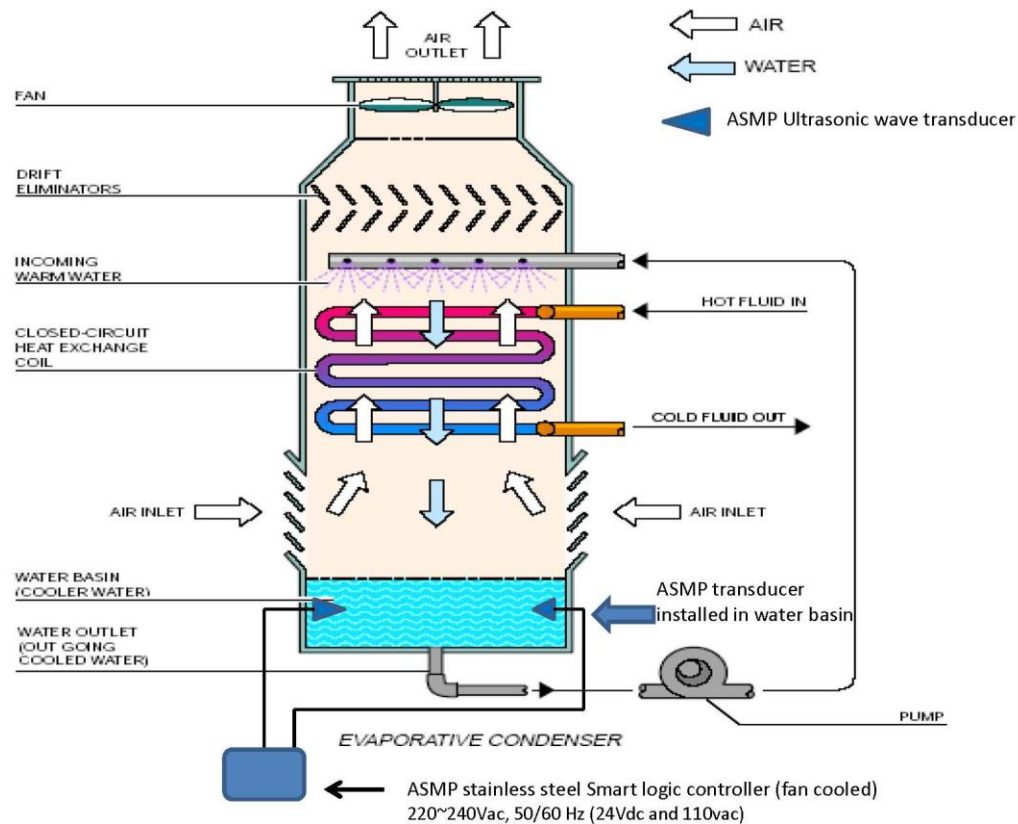 AIR
OUTLET
AIR
WATER
ASMP Ultrasonic wave transducer
FAN
DRIFT
ELIMINATORS
INCOMING
WARM WATER
HOT FLUID IN
CLOSED-CIRCUIT
HEAT EXCHANGE
COIL
COLD FLUID OUT
AIR INLET
AIR INLET
WATER BASIN
(COOLER WATER)
ASMP transducer
installed in water basin
WATER OUTLET
(OUT GOING
COOLED WATER)
PUMP
EVAPORATIVE CONDENSER
ASMP stainless steel Smart logic controller (fan cooled)
220~240Vac, 50/60 Hz (24Vdc and 110vac)